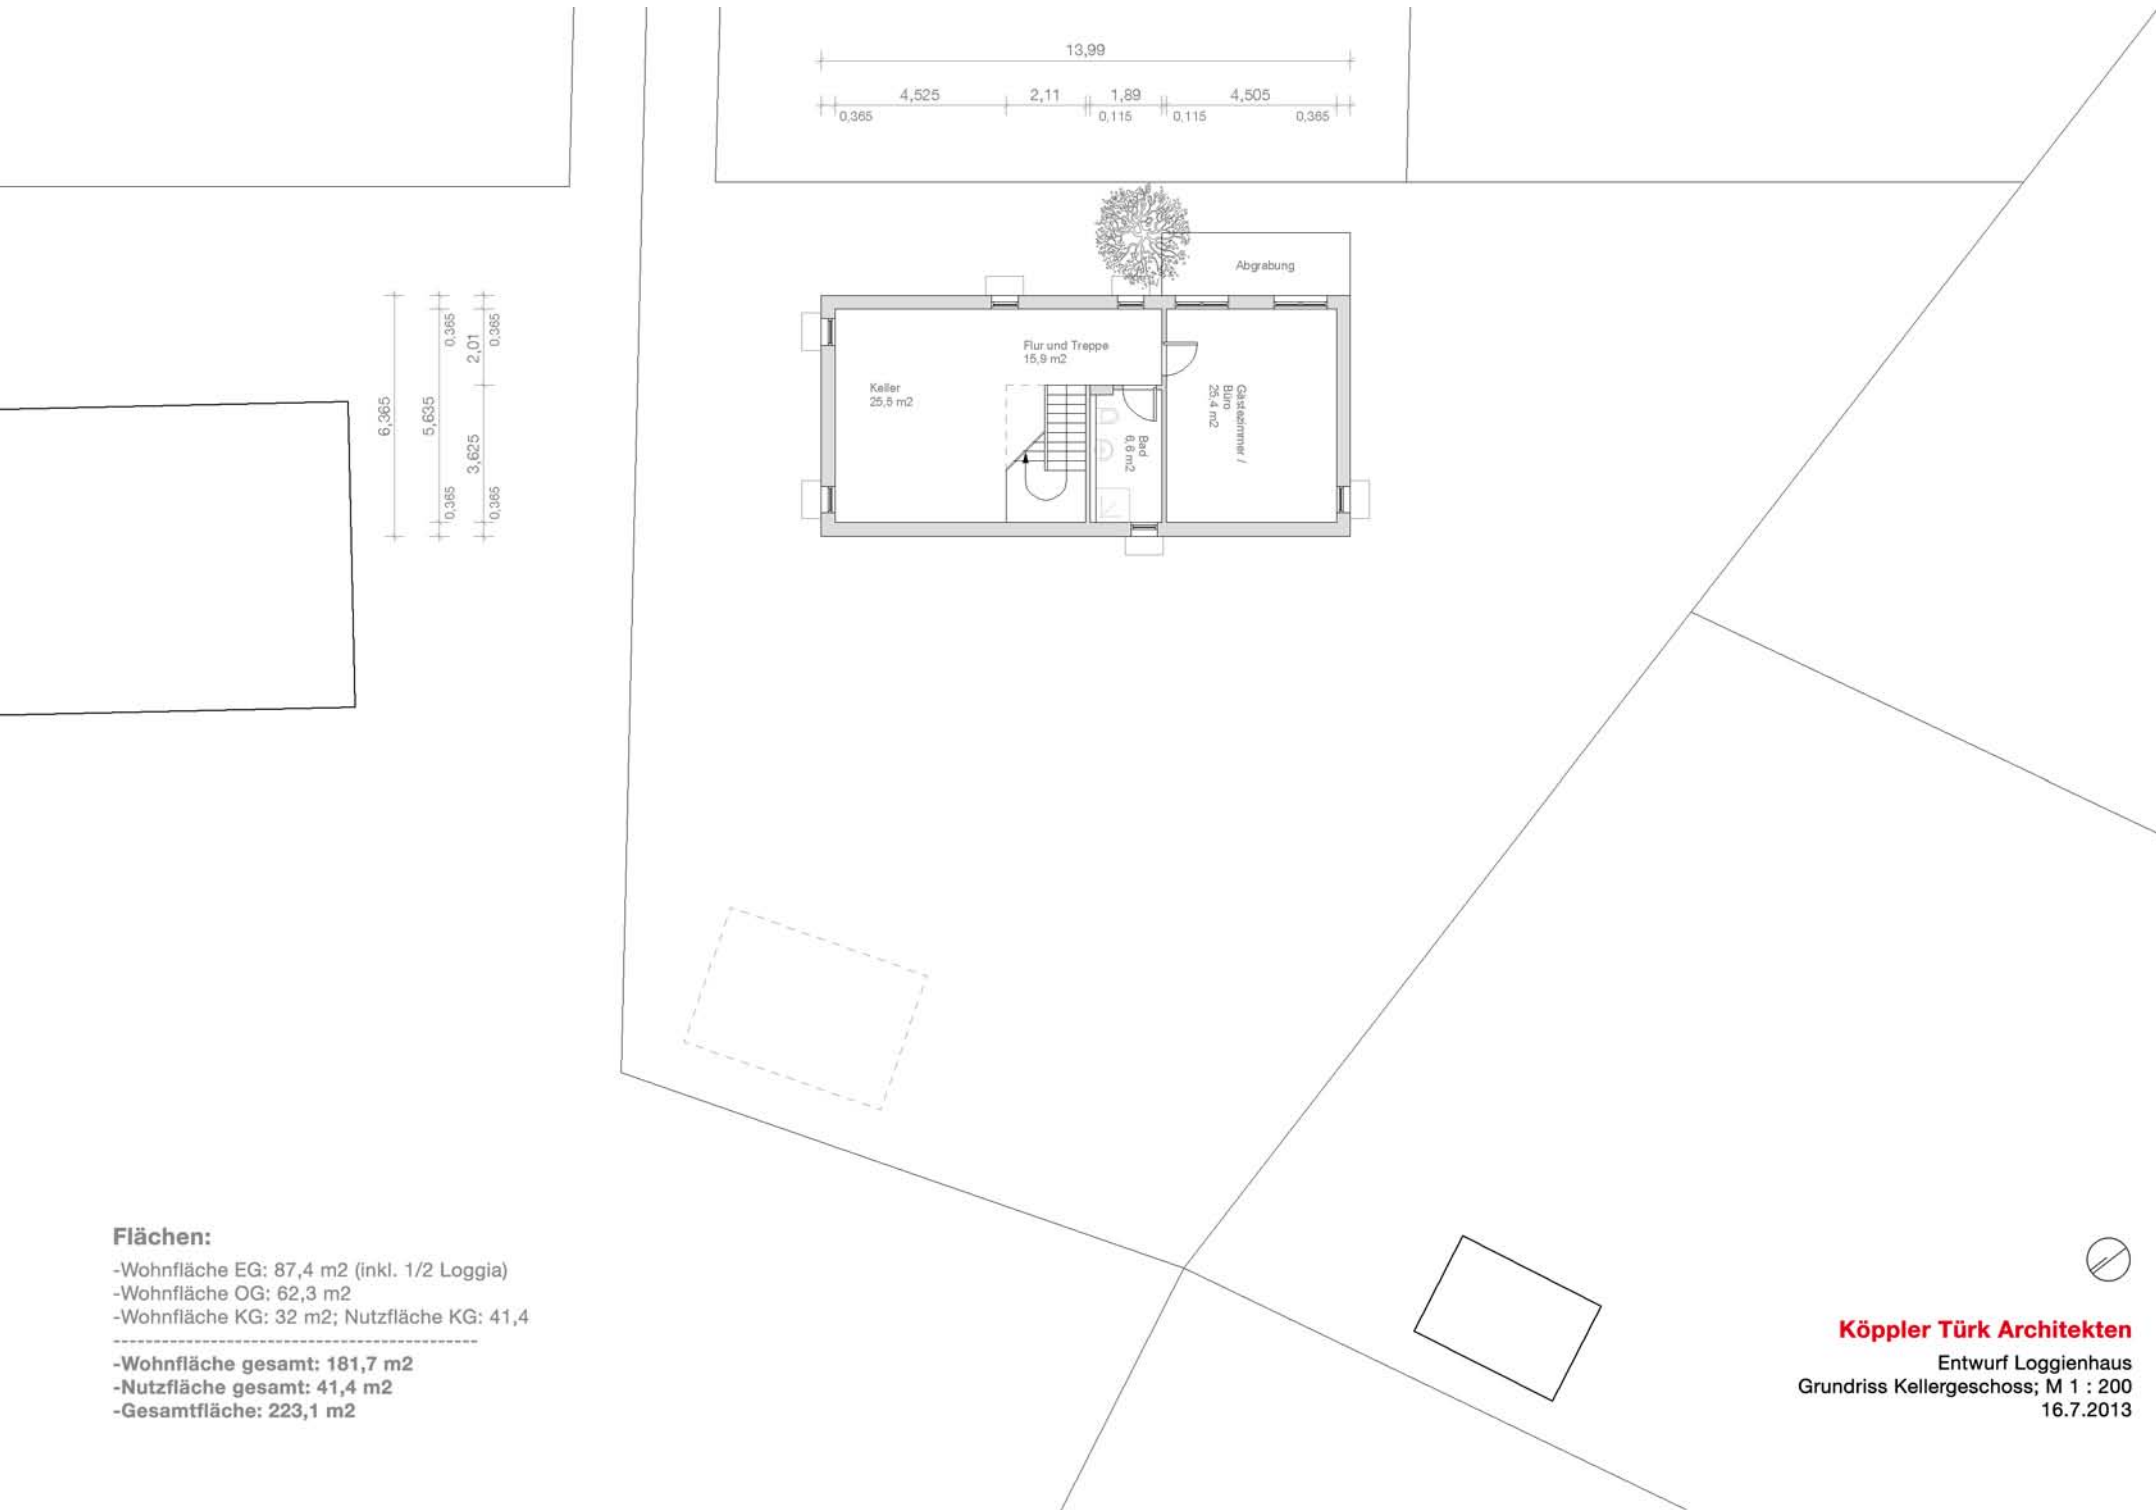 13,99
4,525
2,11
1,89
4,505
0,365
0,115
0,115
0,365
Abgrabung
6,365
5,635
0,365
0,365
2,01
3,625
0,365
0,365
Flur und Treppe
15,9 m2
Keller
25,5 m2
Bad
6,6 m2
Gästezimmer /
Büro
25,4 m2
Flächen:
-Wohnfläche EG: 87,4 m2 (inkl. 1/2 Loggia)
-Wohnfläche OG: 62,3 m2
-Wohnfläche KG: 32 m2; Nutzfläche KG: 41,4
---------------------------------------------
-Wohnfläche gesamt: 181,7 m2
-Nutzfläche gesamt: 41,4 m2
-Gesamtfläche: 223,1 m2
Köppler Türk Architekten
Entwurf Loggienhaus
Grundriss Kellergeschoss; M 1 : 200
16.7.2013